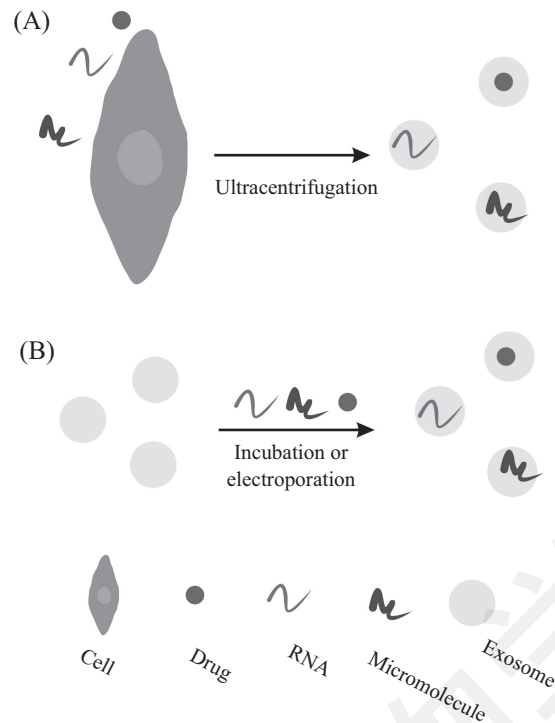 (A)
Ultracentrifugation
(B)
Incubation or
electroporation
Cell
Drug
RNA
Micromolecule
Exosome